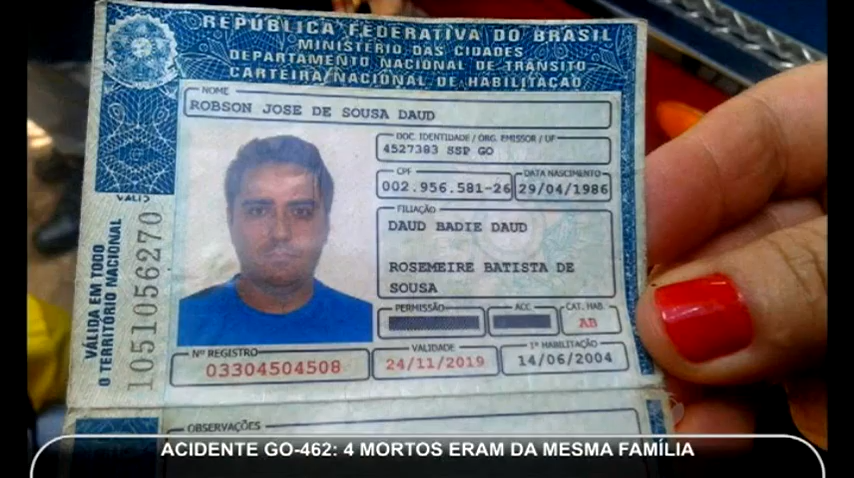 REPÚBLICA FEDERATIVA DO BRASIL
MINISTÉRIO DAS CIDADES
DEPARTAMENTO NACIONAL DE TRÂNSITO
CARTEIRA NACIONAL DE HABILITAÇÃO
NOME
ROBSON JOSE DE SOUSA DAUD
DOC. IDENTIDADE / ORG. EMISSOR / UF
4527383 SSP GO
CPF
DATA NASCIMENTO
002.956.581-26
29/04/1986
FILIAÇÃO
DAUD BADIE DAUD
ROSEMEIRE BATISTA DE
SOUSA
PERMISSÃO
ACC
CAT. HAB.
AB
Nº REGISTRO
VALIDADE
1ª HABILITAÇÃO
03304504508
24/11/2019
14/06/2004
VÁLIDA EM TODO
O TERRITÓRIO NACIONAL
1051056270
OBSERVAÇÕES
ACIDENTE GO-462: 4 MORTOS ERAM DA MESMA FAMÍLIA